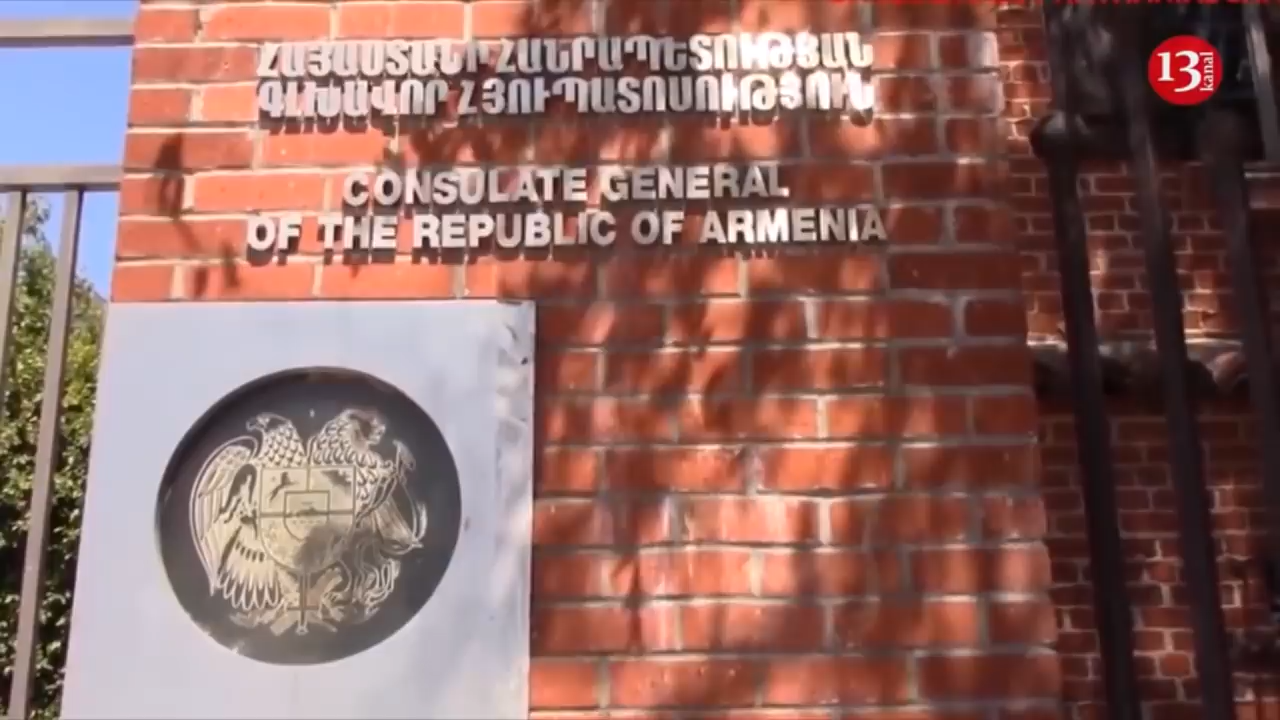 ՀԱՅԱՍՏԱՆԻ ՀԱՆՐԱՊԵՏՈՒԹՅԱՆ
ԳԼԽԱՎՈՐ ՀՅՈՒՊԱՏՈՍՈՒԹՅՈՒՆ
CONSULATE GENERAL
OF THE REPUBLIC OF ARMENIA
13
kanal